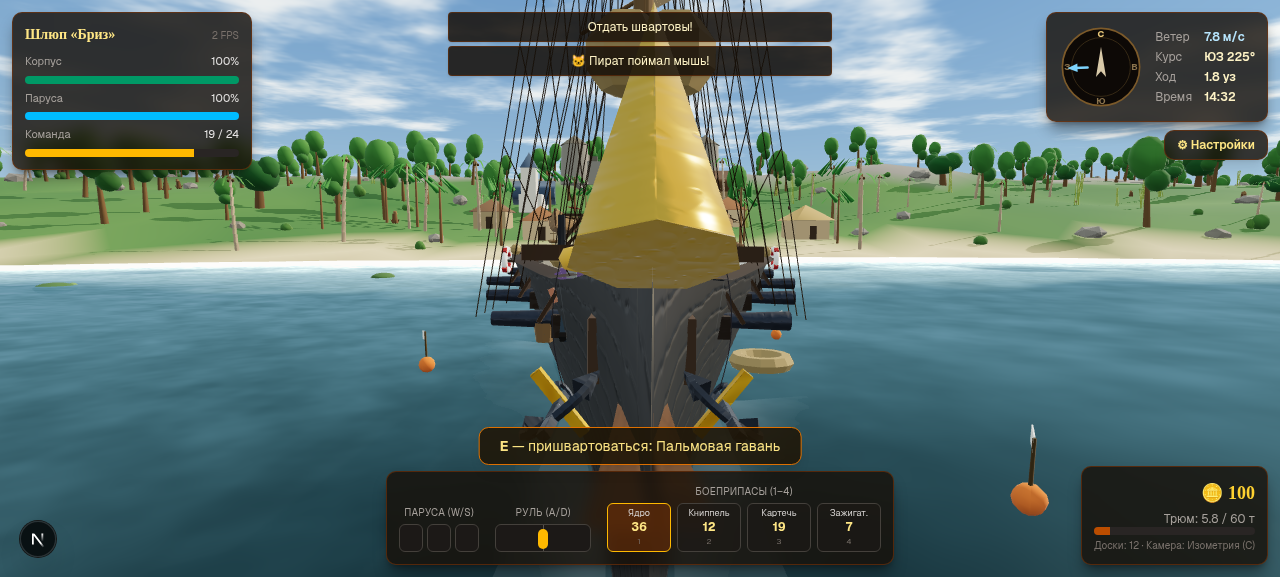 Шлюп «Бриз»
2 FPS
Корпус 100%
Паруса 100%
Команда 19 / 24
Отдать швартовы!
🐱 Пират поймал мышь!
С
З В
Ю
Ветер 7.8 м/с
Курс ЮЗ 225°
Ход 1.8 уз
Время 14:32
⚙ Настройки
E — пришвартоваться: Пальмовая гавань
ПАРУСА (W/S)
РУЛЬ (A/D)
БОЕПРИПАСЫ (1–4)
Ядро 36 1
Книппель 12 2
Картечь 19 3
Зажигат. 7 4
🪙 100
Трюм: 5.8 / 60 т
Доски: 12 · Камера: Изометрия (C)
N